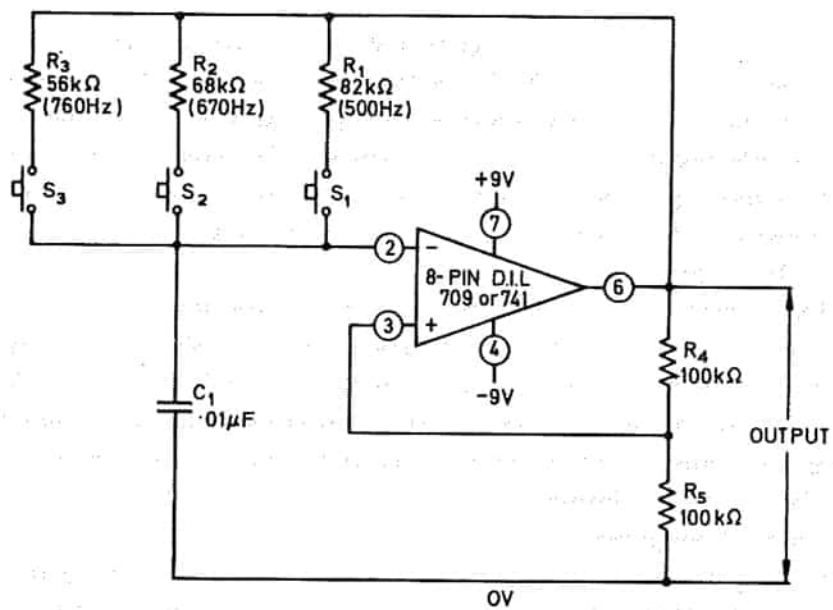 R3
56kΩ
(760Hz)
R2
68kΩ
(670Hz)
R1
82kΩ
(500Hz)
S3
S2
S1
+9V
7
2
−
8-PIN D.I.L
709 or 741
6
3
+
4
-9V
R4
100kΩ
C1
·01µF
OUTPUT
R5
100kΩ
0V